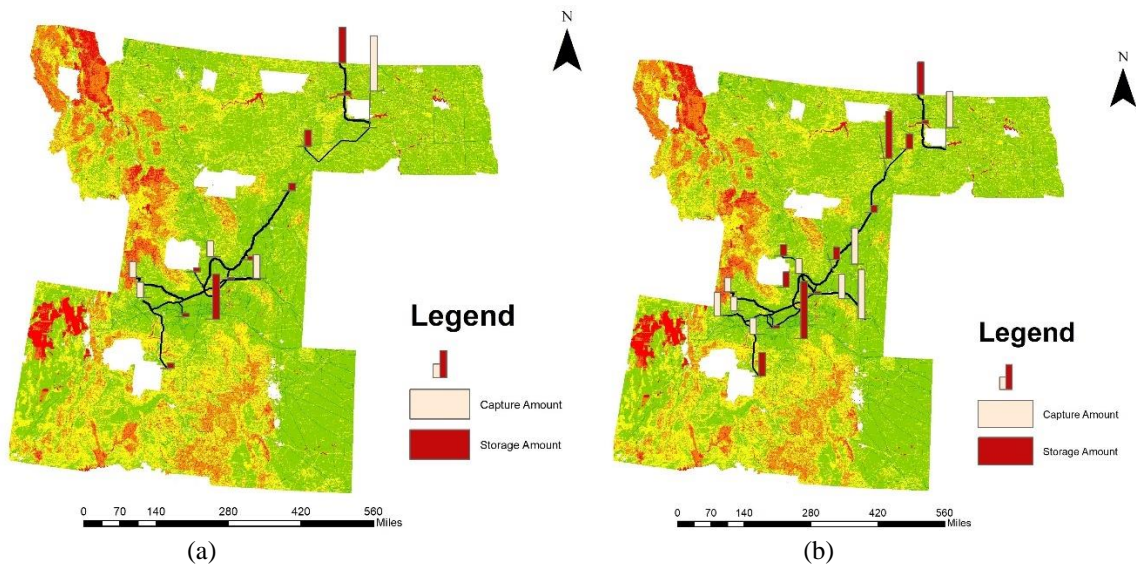 N
Legend
Capture Amount
Storage Amount
0 70 140 280 420 560
Miles
(a)
N
Legend
Capture Amount
Storage Amount
0 70 140 280 420 560
Miles
(b)